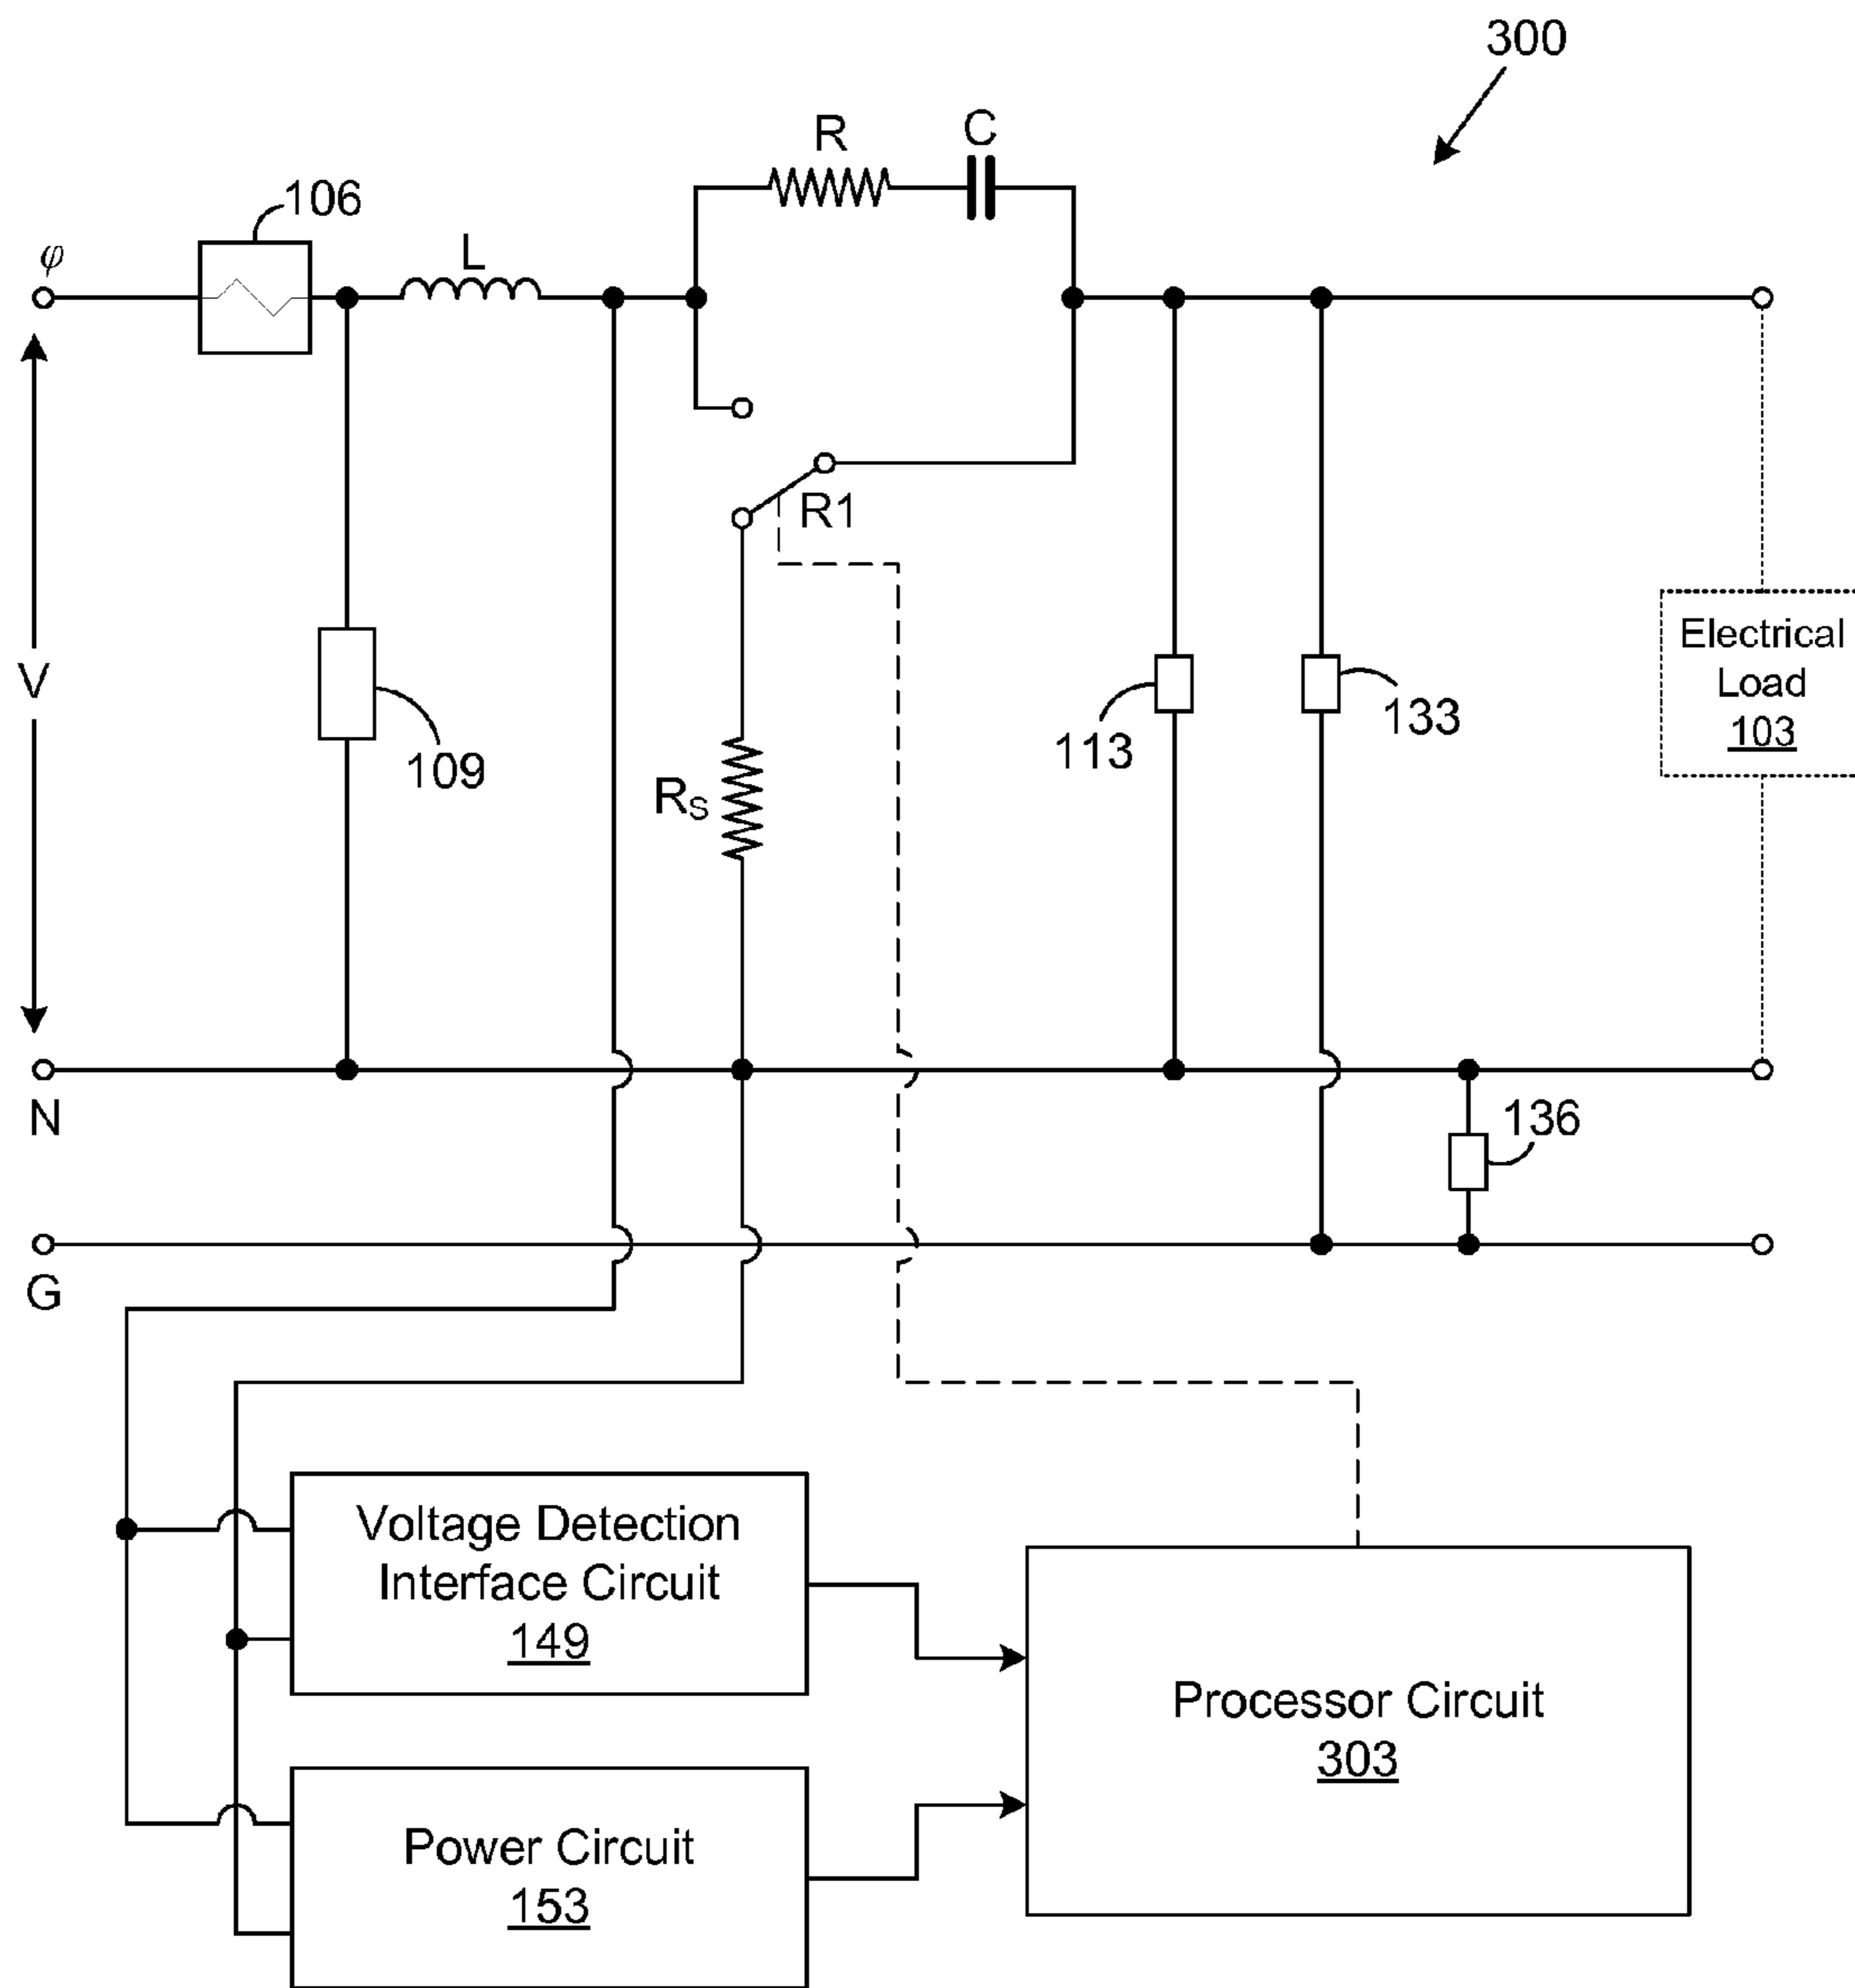 300
R
C
106
φ
L
R1
V
109
RS
113
133
Electrical
Load
103
N
136
G
Voltage Detection
Interface Circuit
149
Processor Circuit
303
Power Circuit
153